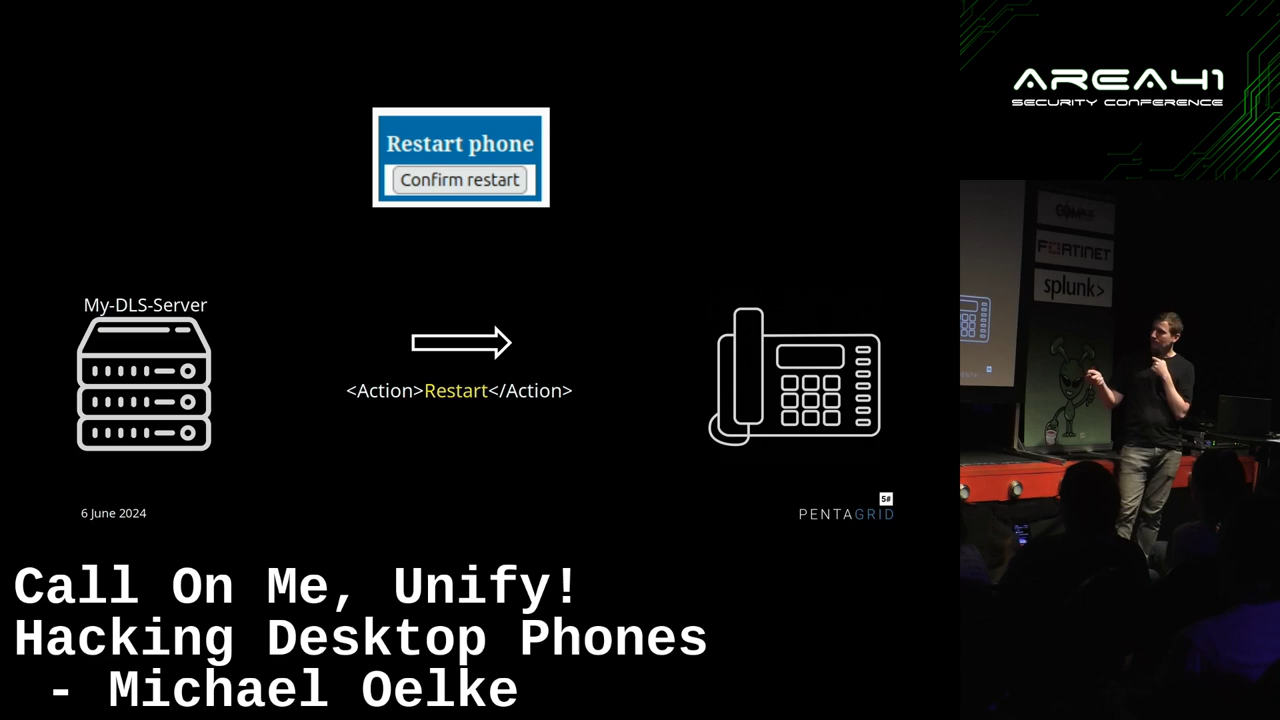 AREA41
SECURITY CONFERENCE
Restart phone
Confirm restart
My-DLS-Server
<Action>Restart</Action>
6 June 2024
5#
PENTAGRID
FORTINET
splunk>
Call On Me, Unify!
Hacking Desktop Phones
- Michael Oelke